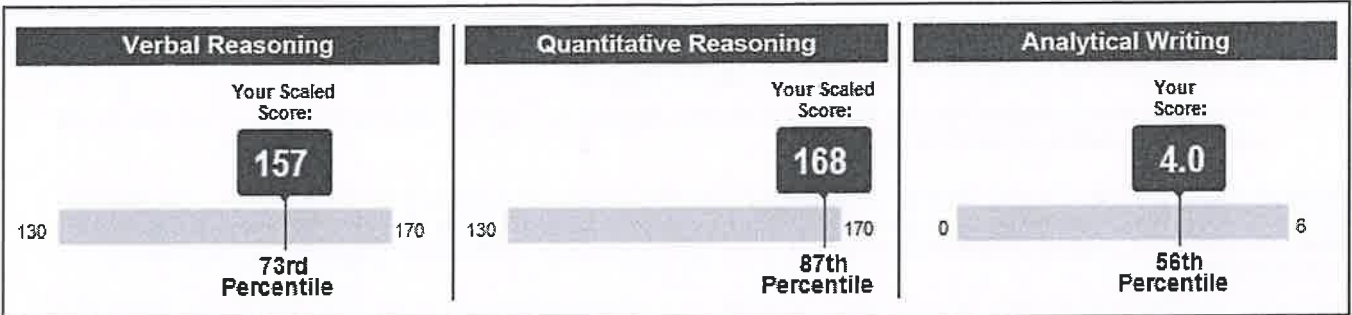 Verbal Reasoning
Your Scaled
Score:
157
130
170
73rd
Percentile
Quantitative Reasoning
Your Scaled
Score:
168
130
170
87th
Percentile
Analytical Writing
Your
Score:
4.0
0
6
56th
Percentile